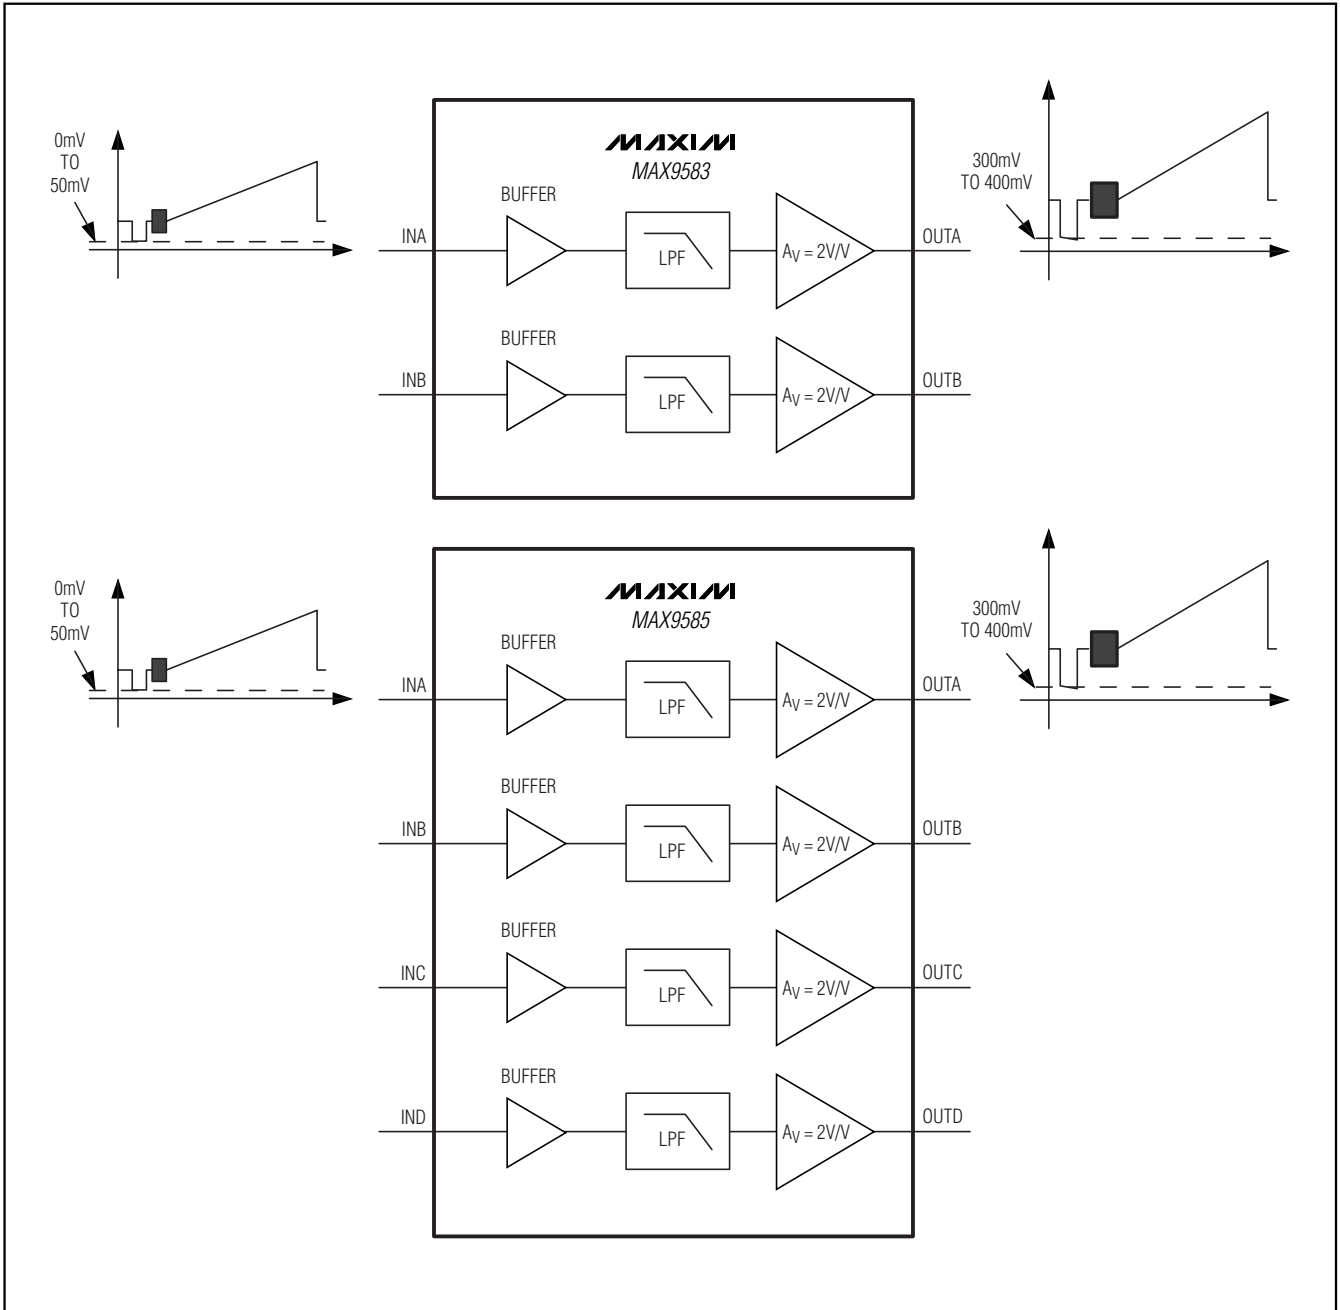 MAXIM
MAX9583
0mV
TO
50mV
300mV
TO 400mV
BUFFER
INA
LPF
AV = 2V/V
OUTA
BUFFER
INB
LPF
AV = 2V/V
OUTB
MAXIM
MAX9585
0mV
TO
50mV
300mV
TO 400mV
BUFFER
INA
LPF
AV = 2V/V
OUTA
BUFFER
INB
LPF
AV = 2V/V
OUTB
BUFFER
INC
LPF
AV = 2V/V
OUTC
BUFFER
IND
LPF
AV = 2V/V
OUTD